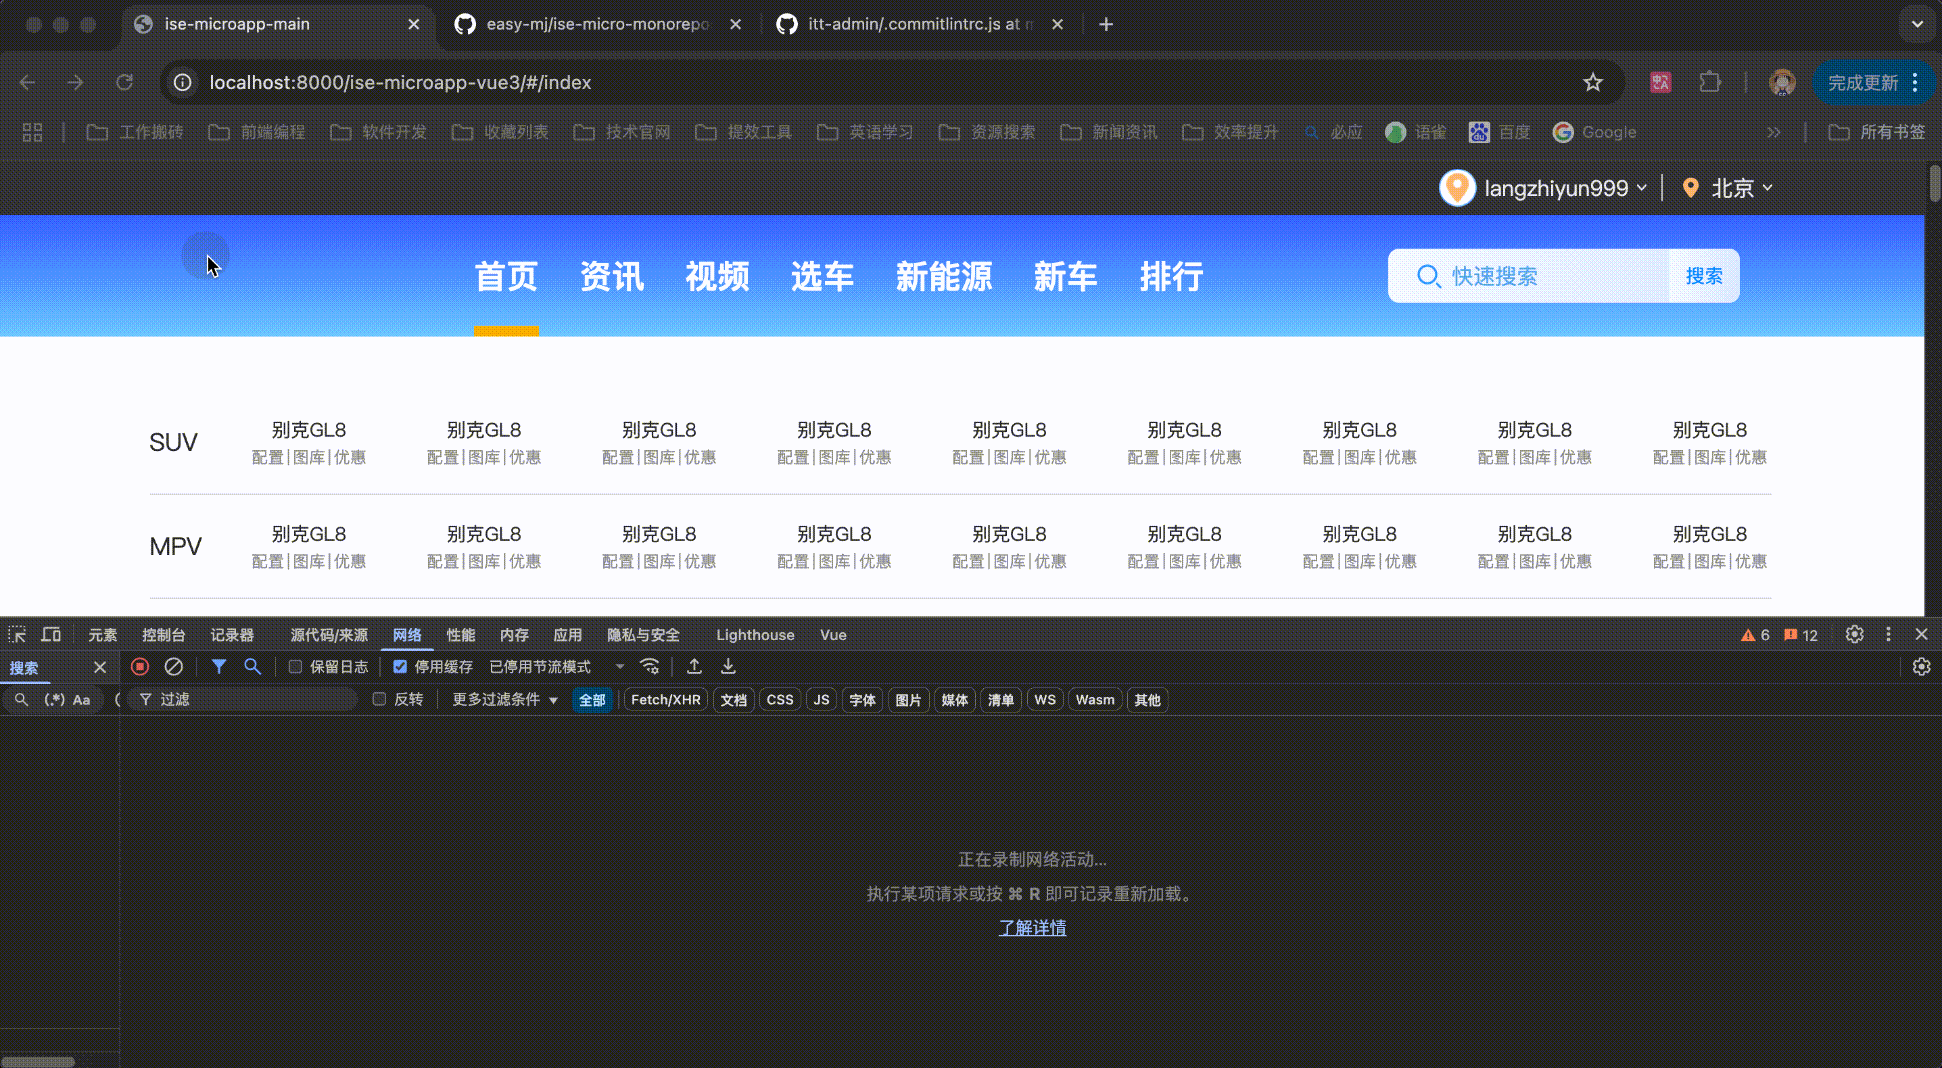 ise-microapp-main
easy-mj/ise-micro-monorepo
itt-admin/.commitlintrc.js at m
localhost:8000/ise-microapp-vue3/#/index
完成更新
工作搬砖 前端编程 软件开发 收藏列表 技术官网 提效工具 英语学习 资源搜索 新闻资讯 效率提升 必应 语雀 百度 Google 所有书签
langzhiyun999 北京
首页 资讯 视频 选车 新能源 新车 排行 快速搜索 搜索
SUV
别克GL8 别克GL8 别克GL8 别克GL8 别克GL8 别克GL8 别克GL8 别克GL8 别克GL8
配置|图库|优惠 配置|图库|优惠 配置|图库|优惠 配置|图库|优惠 配置|图库|优惠 配置|图库|优惠 配置|图库|优惠 配置|图库|优惠 配置|图库|优惠
MPV
别克GL8 别克GL8 别克GL8 别克GL8 别克GL8 别克GL8 别克GL8 别克GL8 别克GL8
配置|图库|优惠 配置|图库|优惠 配置|图库|优惠 配置|图库|优惠 配置|图库|优惠 配置|图库|优惠 配置|图库|优惠 配置|图库|优惠 配置|图库|优惠
元素 控制台 记录器 源代码/来源 网络 性能 内存 应用 隐私与安全 Lighthouse Vue 6 12
搜索 保留日志 停用缓存 已停用节流模式
(.*) Aa ( 过滤 反转 更多过滤条件 全部 Fetch/XHR 文档 CSS JS 字体 图片 媒体 清单 WS Wasm 其他
正在录制网络活动...
执行某项请求或按 ⌘ R 即可记录重新加载。
了解详情